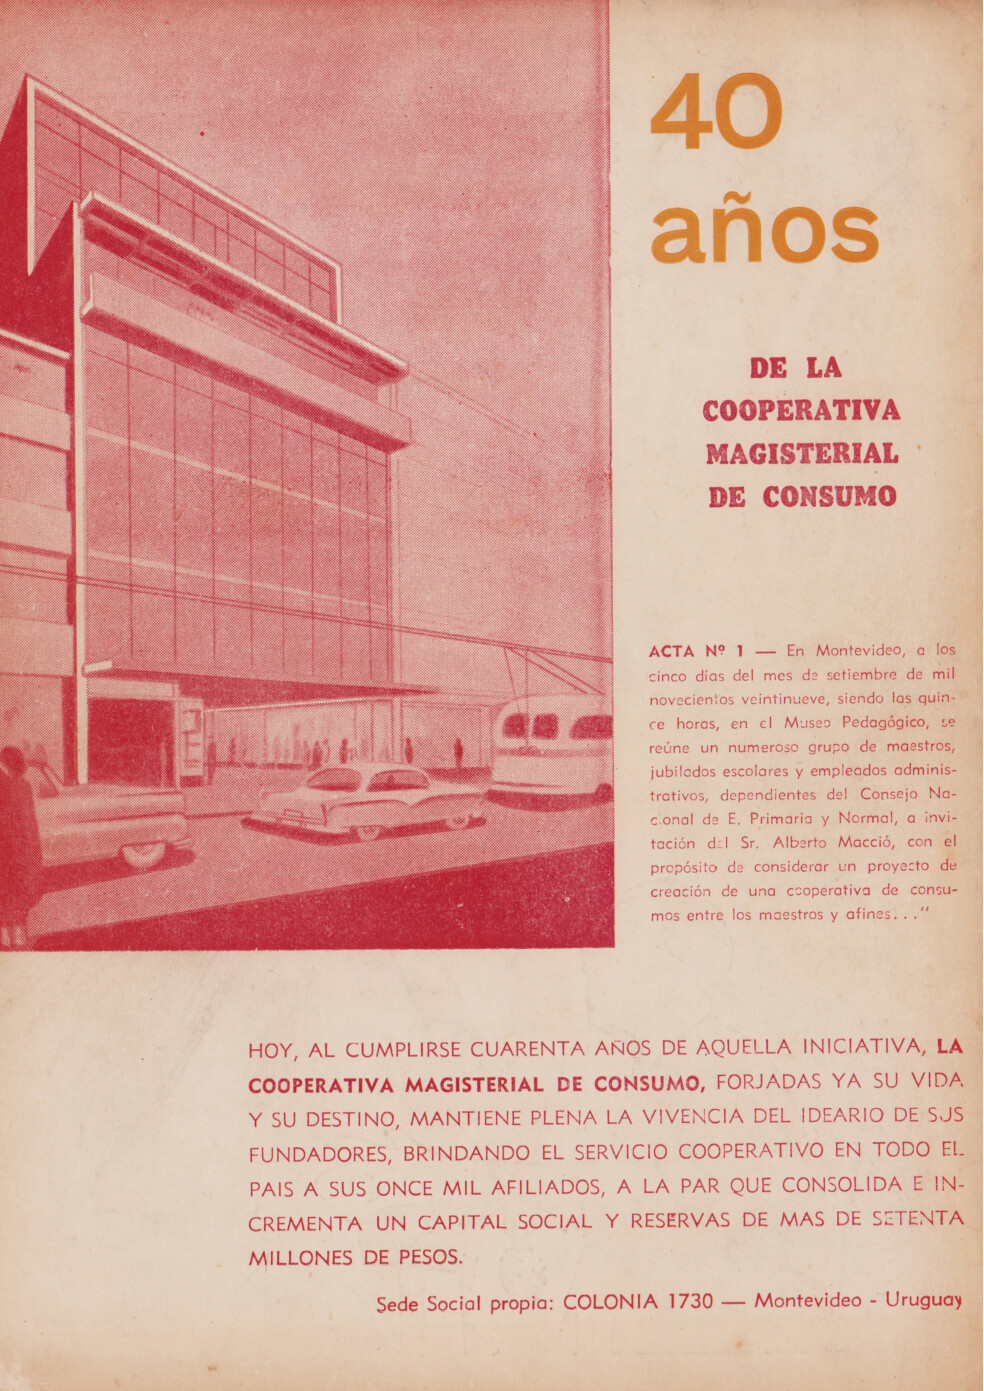 40
años
DE LA
COOPERATIVA
MAGISTERIAL
DE CONSUMO
ACTA Nº 1 — En Montevideo, a los
cinco días del mes de setiembre de mil
novecientos veintinueve, siendo las quin-
ce horas, en el Museo Pedagógico, se
reúne un numeroso grupo de maestros,
jubilados escolares y empleados adminis-
trativos, dependientes del Consejo Na-
cional de E. Primaria y Normal, a invi-
tación del Sr. Alberto Macció, con el
propósito de considerar un proyecto de
creación de una cooperativa de consu-
mos entre los maestros y afines..."
HOY, AL CUMPLIRSE CUARENTA AÑOS DE AQUELLA INICIATIVA, LA
COOPERATIVA MAGISTERIAL DE CONSUMO, FORJADAS YA SU VIDA
Y SU DESTINO, MANTIENE PLENA LA VIVENCIA DEL IDEARIO DE SUS
FUNDADORES, BRINDANDO EL SERVICIO COOPERATIVO EN TODO EL
PAIS A SUS ONCE MIL AFILIADOS, A LA PAR QUE CONSOLIDA E IN-
CREMENTA UN CAPITAL SOCIAL Y RESERVAS DE MAS DE SETENTA
MILLONES DE PESOS.
Sede Social propia: COLONIA 1730 — Montevideo - Uruguay